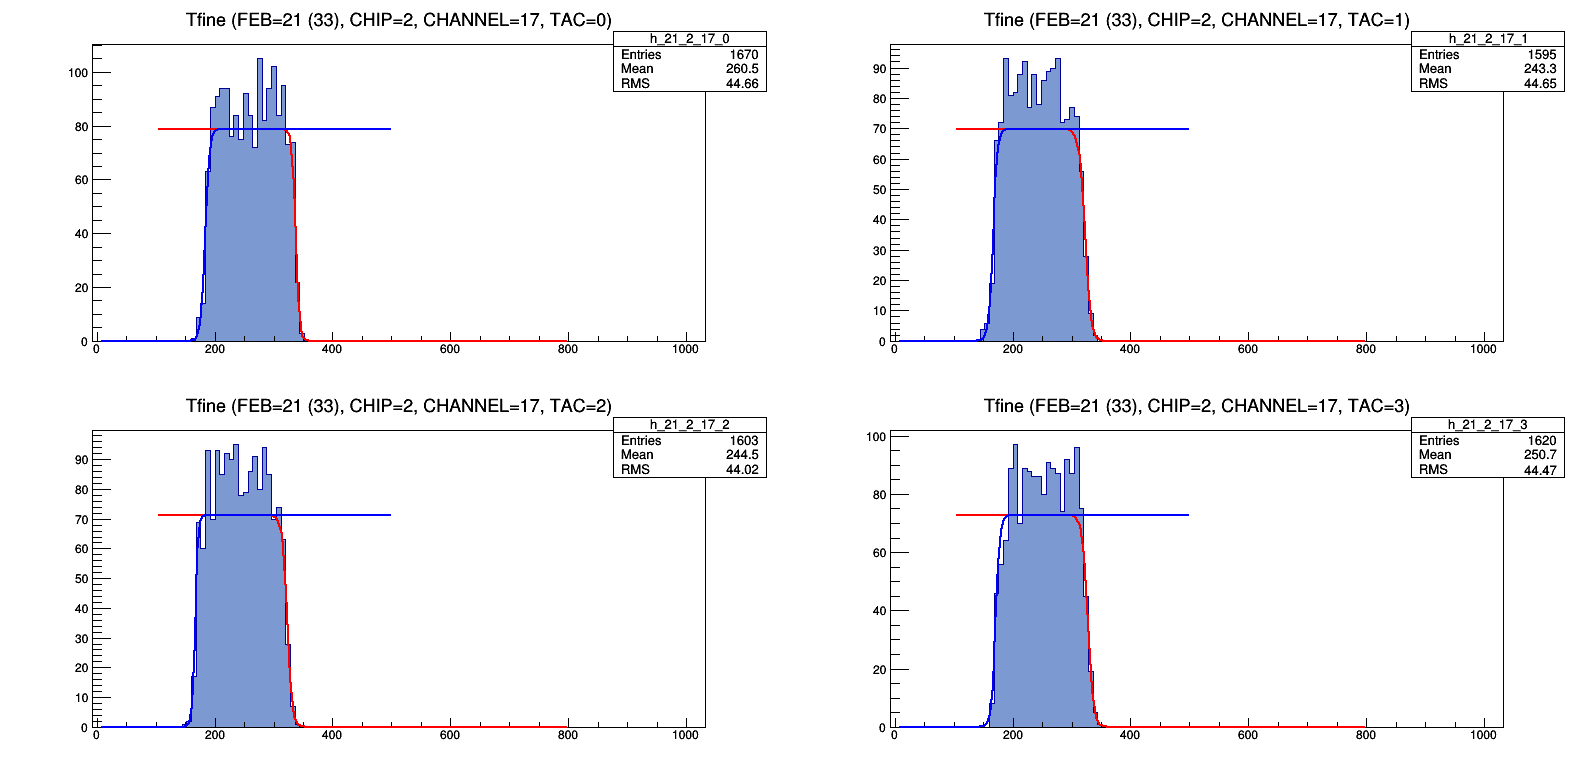 Tfine (FEB=21 (33), CHIP=2, CHANNEL=17, TAC=0)
h_21_2_17_0
Entries 1670
Mean 260.5
RMS 44.66
100
80
60
40
20
0
0 200 400 600 800 1000
Tfine (FEB=21 (33), CHIP=2, CHANNEL=17, TAC=1)
h_21_2_17_1
Entries 1595
Mean 243.3
RMS 44.65
90
80
70
60
50
40
30
20
10
0
0 200 400 600 800 1000
Tfine (FEB=21 (33), CHIP=2, CHANNEL=17, TAC=2)
h_21_2_17_2
Entries 1603
Mean 244.5
RMS 44.02
90
80
70
60
50
40
30
20
10
0
0 200 400 600 800 1000
Tfine (FEB=21 (33), CHIP=2, CHANNEL=17, TAC=3)
h_21_2_17_3
Entries 1620
Mean 250.7
RMS 44.47
100
80
60
40
20
0
0 200 400 600 800 1000